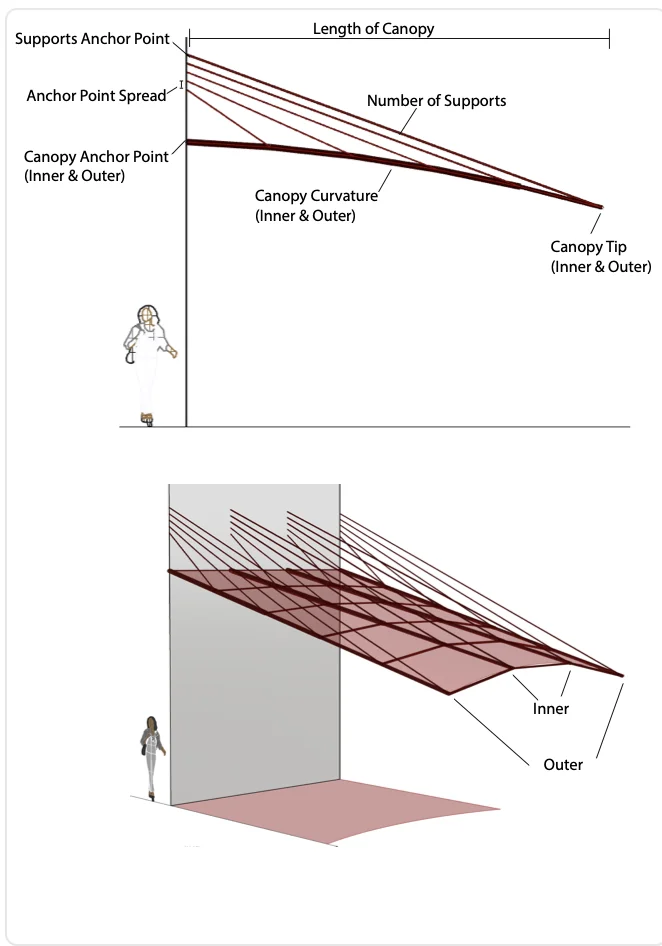 Length of Canopy
Supports Anchor Point
Anchor Point Spread
Number of Supports
Canopy Anchor Point
(Inner & Outer)
Canopy Curvature
(Inner & Outer)
Canopy Tip
(Inner & Outer)
Inner
Outer